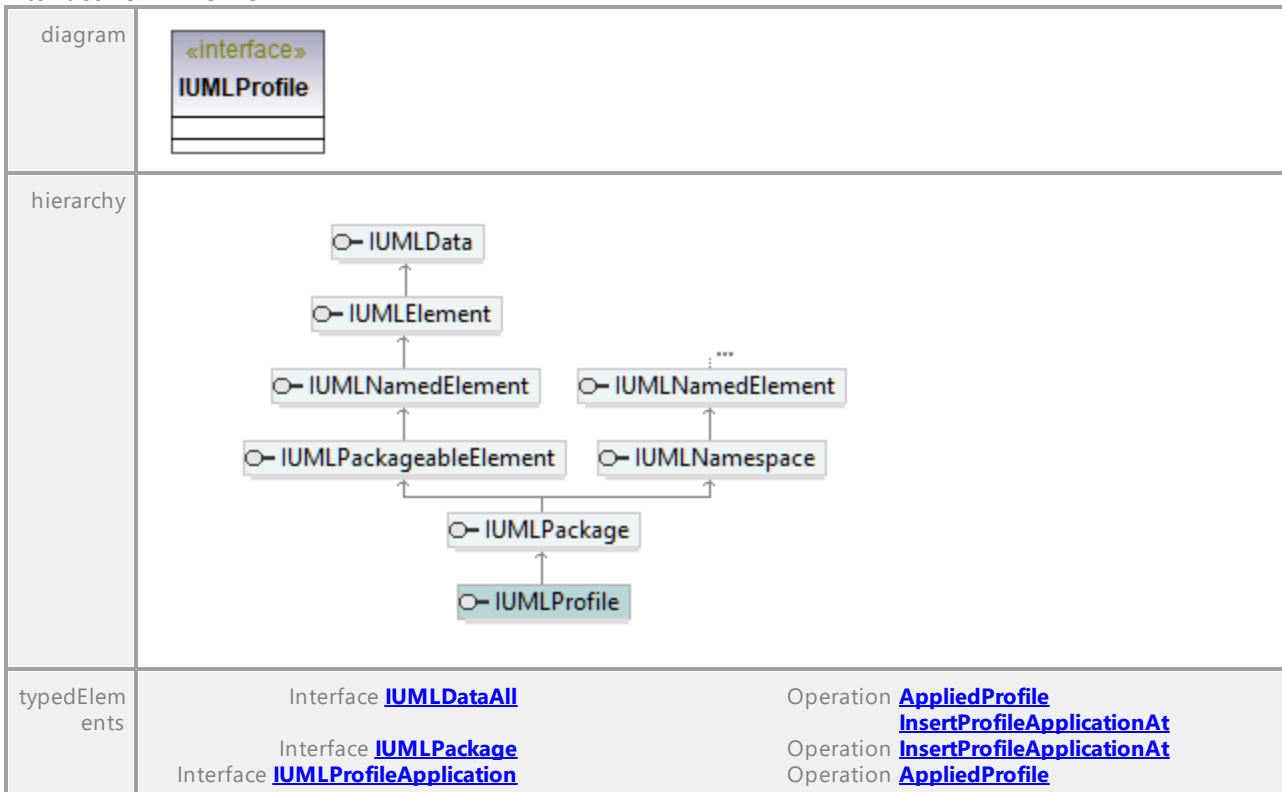 diagram
«interface»
IUMLProfile
hierarchy
IUMLData
IUMLElement
...
IUMLNamedElement IUMLNamedElement
IUMLPackageableElement IUMLNamespace
IUMLPackage
IUMLProfile
typedElem Interface IUMLDataAll Operation AppliedProfile
ents InsertProfileApplicationAt
Interface IUMLPackage Operation InsertProfileApplicationAt
Interface IUMLProfileApplication Operation AppliedProfile